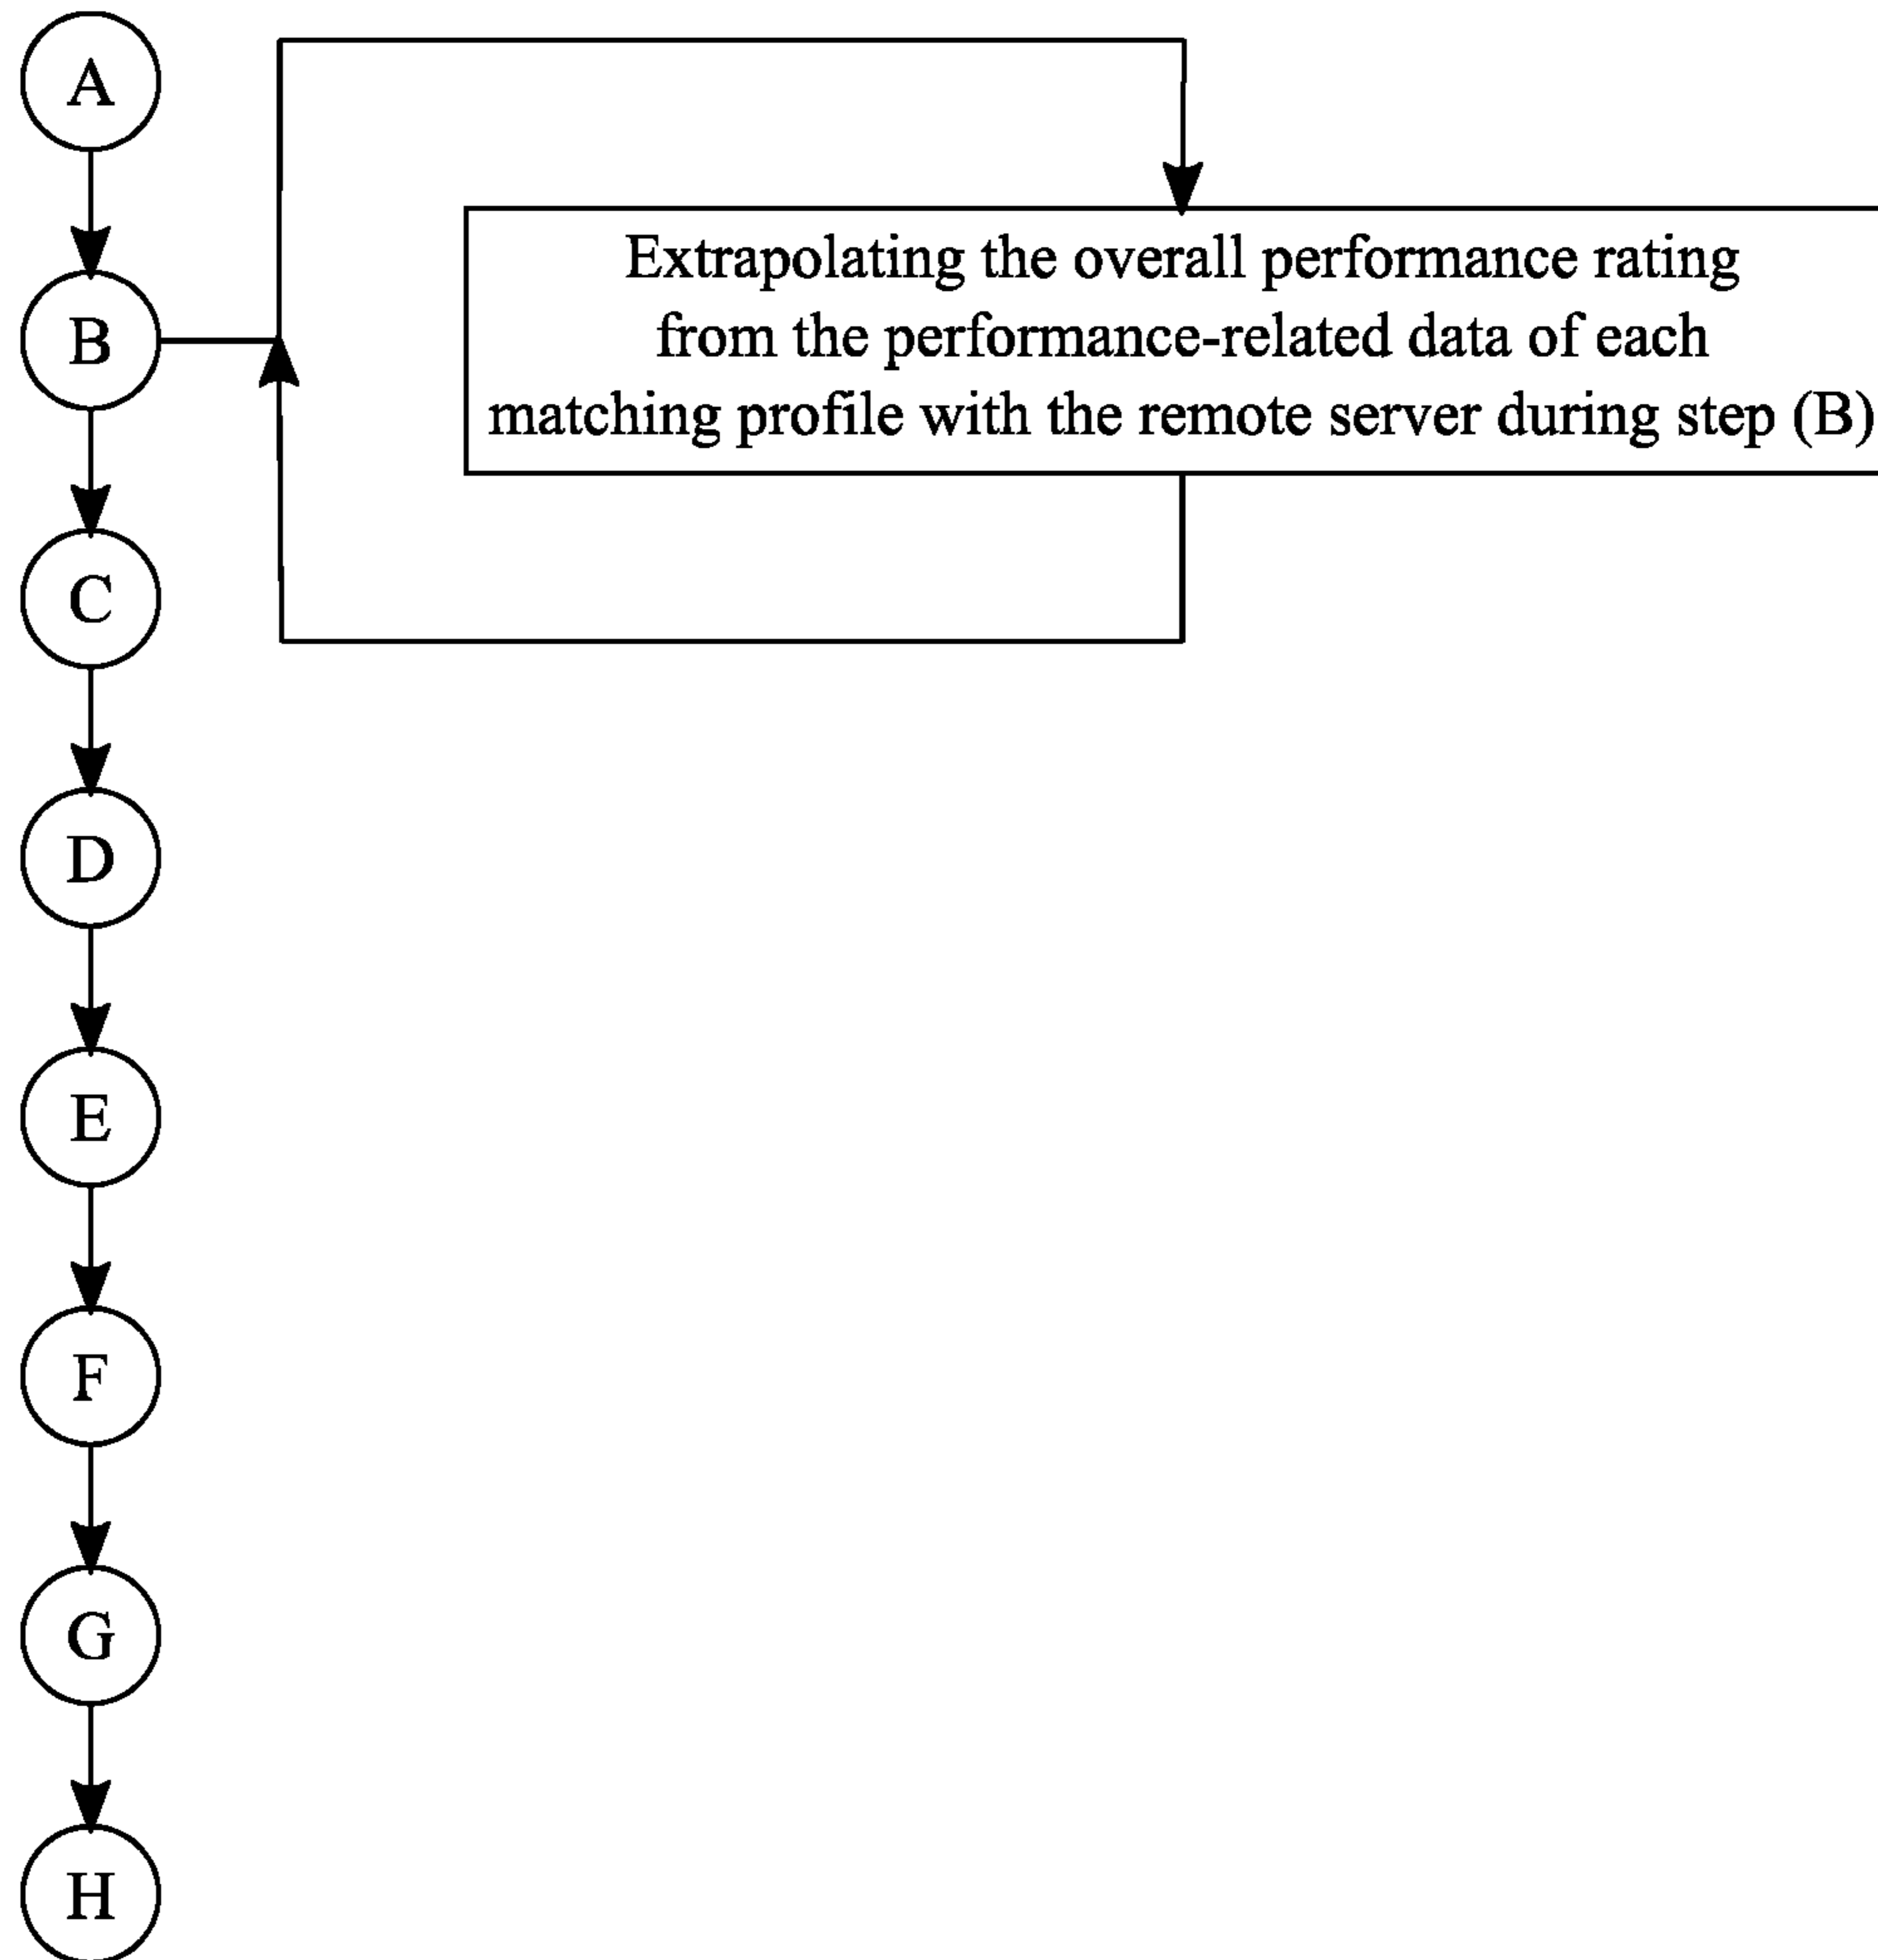 A
B
Extrapolating the overall performance rating
from the performance-related data of each
matching profile with the remote server during step (B)
C
D
E
F
G
H